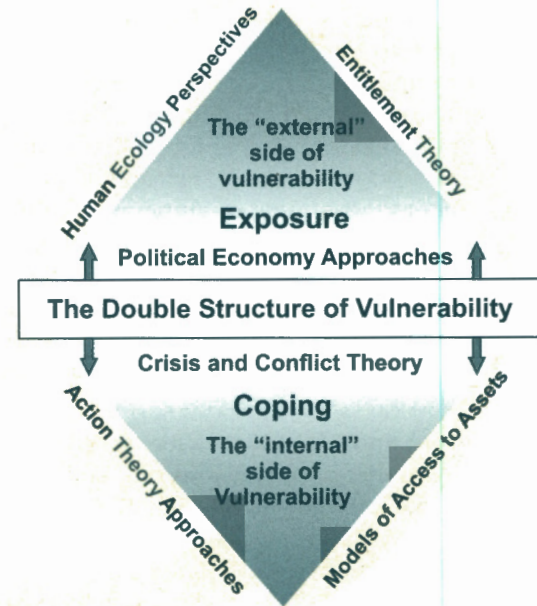 Human Ecology Perspectives
Entitlement Theory
The “external”
side of
vulnerability
Exposure
Political Economy Approaches
The Double Structure of Vulnerability
Crisis and Conflict Theory
Coping
The “internal”
side of
Vulnerability
Action Theory Approaches
Models of Access to Assets